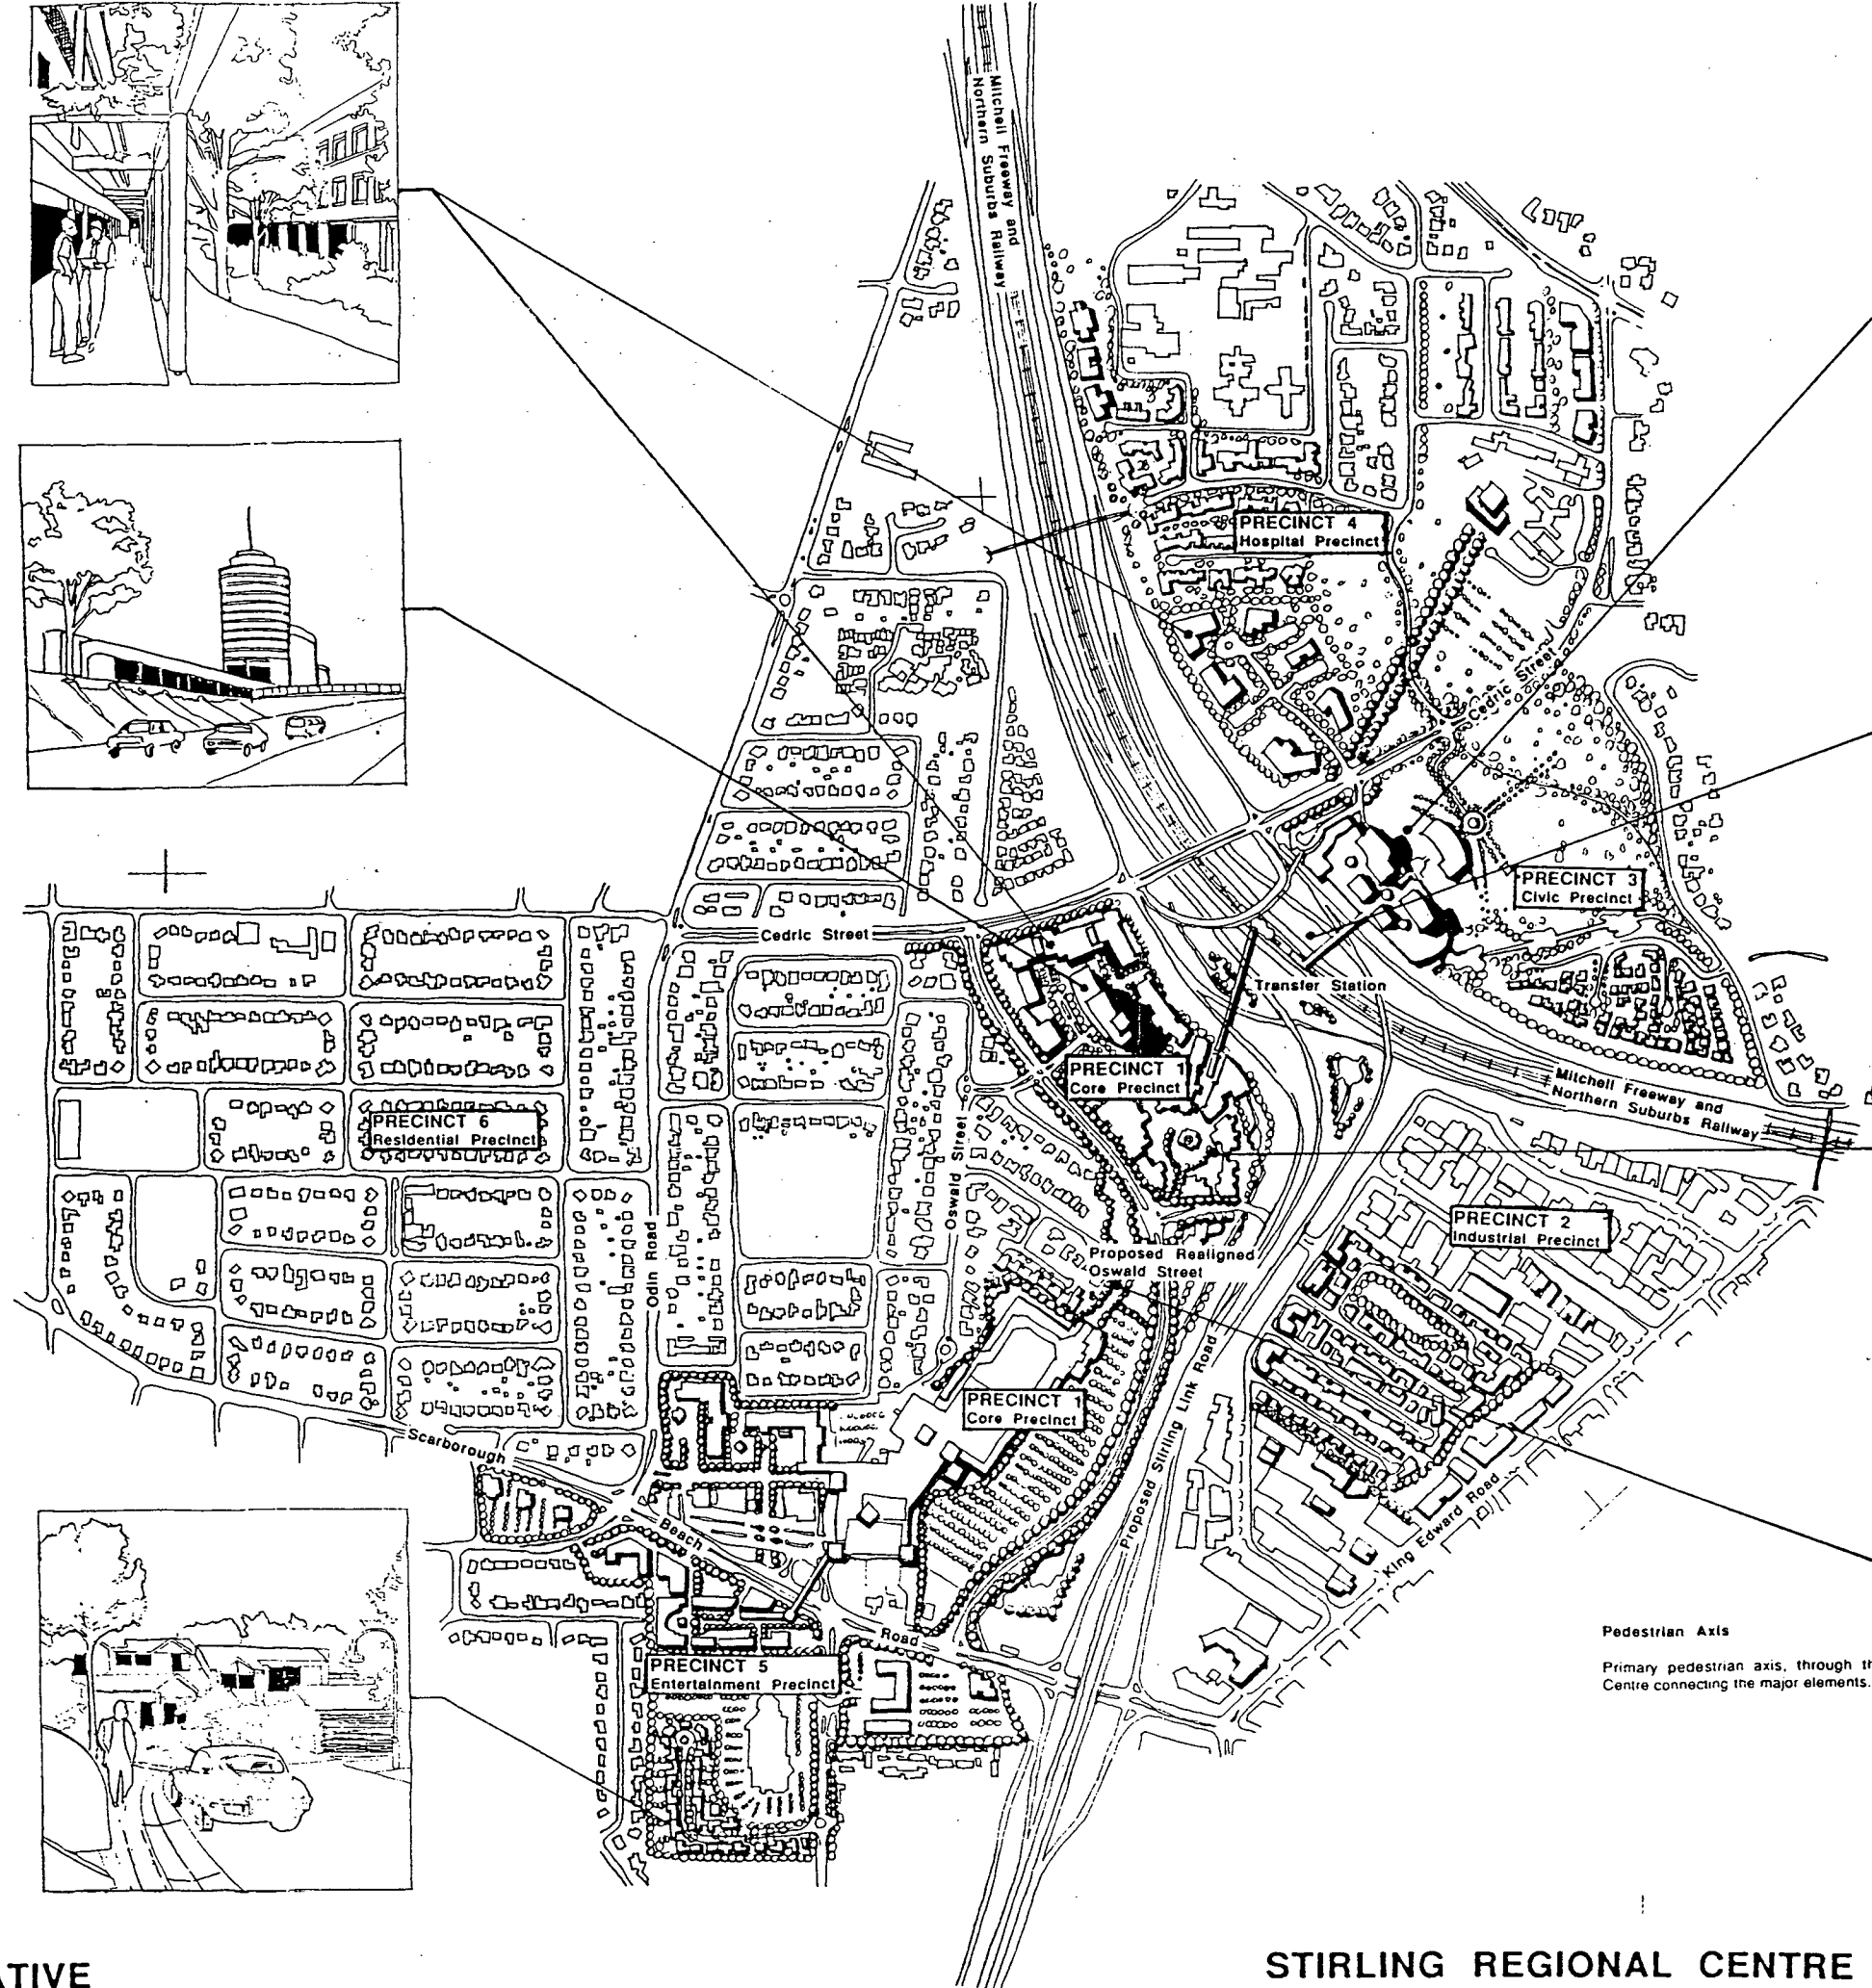 Mitchell Freeway and
Northern Suburbs Railway
PRECINCT 4
Hospital Precinct
Cedric Street
PRECINCT 3
Civic Precinct
Cedric Street
Transfer Station
PRECINCT 1
Core Precinct
Mitchell Freeway and
Northern Suburbs Railway
PRECINCT 6
Residential Precinct
Oswald Street
Odin Road
PRECINCT 2
Industrial Precinct
Proposed Realigned
Oswald Street
PRECINCT 1
Core Precinct
Proposed Stirling Link Road
Scarborough
Beach
Road
King Edward Road
PRECINCT 5
Entertainment Precinct
Pedestrian Axis
Primary pedestrian axis, through th
Centre connecting the major elements.
ATIVE
STIRLING REGIONAL CENTRE